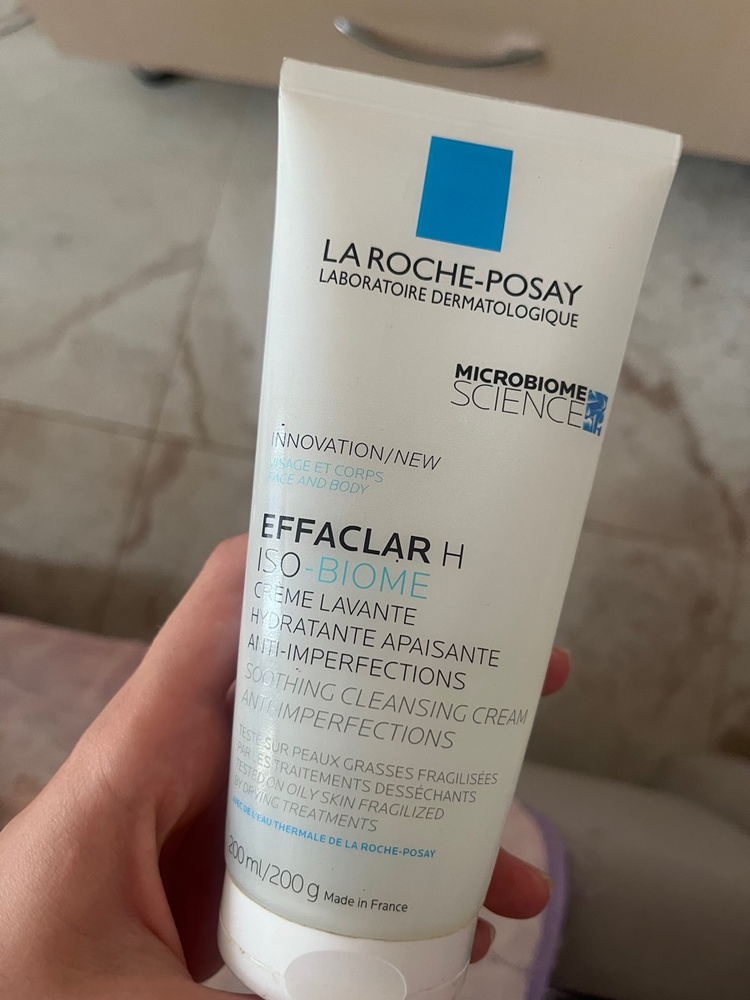 LA ROCHE-POSAY
LABORATOIRE DERMATOLOGIQUE
MICROBIOME
SCIENCE
INNOVATION/NEW
VISAGE ET CORPS
FACE AND BODY
EFFACLAR H
ISO-BIOME
CRÈME LAVANTE
HYDRATANTE APAISANTE
ANTI-IMPERFECTIONS
SOOTHING CLEANSING CREAM
ANTI-IMPERFECTIONS
TESTÉ SUR PEAUX GRASSES FRAGILISÉES
PAR LES TRAITEMENTS DESSÉCHANTS
TESTED ON OILY SKIN FRAGILIZED
BY DRYING TREATMENTS
AVEC DE L'EAU THERMALE DE LA ROCHE-POSAY
200 ml/200 g Made in France